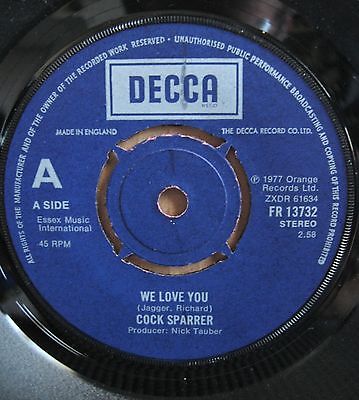 ALL RIGHTS OF THE MANUFACTURER AND OF THE OWNER OF THE RECORDED WORK RESERVED • UNAUTHORISED PUBLIC PERFORMANCE BROADCASTING AND COPYING OF THIS RECORD PROHIBITED
DECCA
MADE IN ENGLAND
THE DECCA RECORD CO. LTD.
A
A SIDE
Essex Music
International
45 RPM
℗ 1977 Orange
Records Ltd.
ZXDR 61634
FR 13732
STEREO
2.58
WE LOVE YOU
(Jagger, Richard)
COCK SPARRER
Producer: Nick Tauber